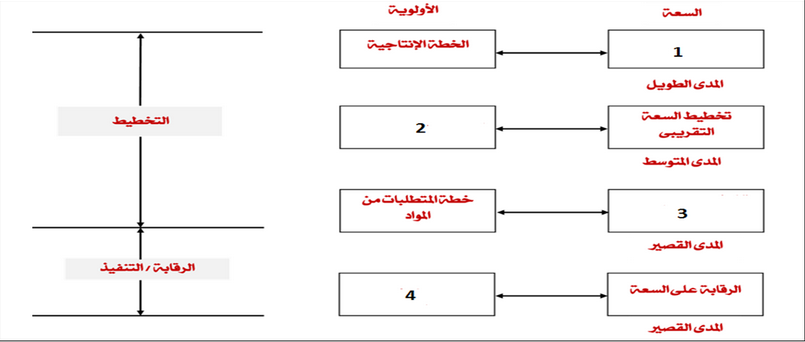 السعة
الأولوية
1
الخطة الإنتاجية
المدى الطويل
تخطيط السعة
التقريبى
2
التخطيط
المدى المتوسط
3
خطة المتطلبات من
المواد
المدى القصير
الرقابة / التنفيذ
الرقابة على السعة
4
المدى القصير